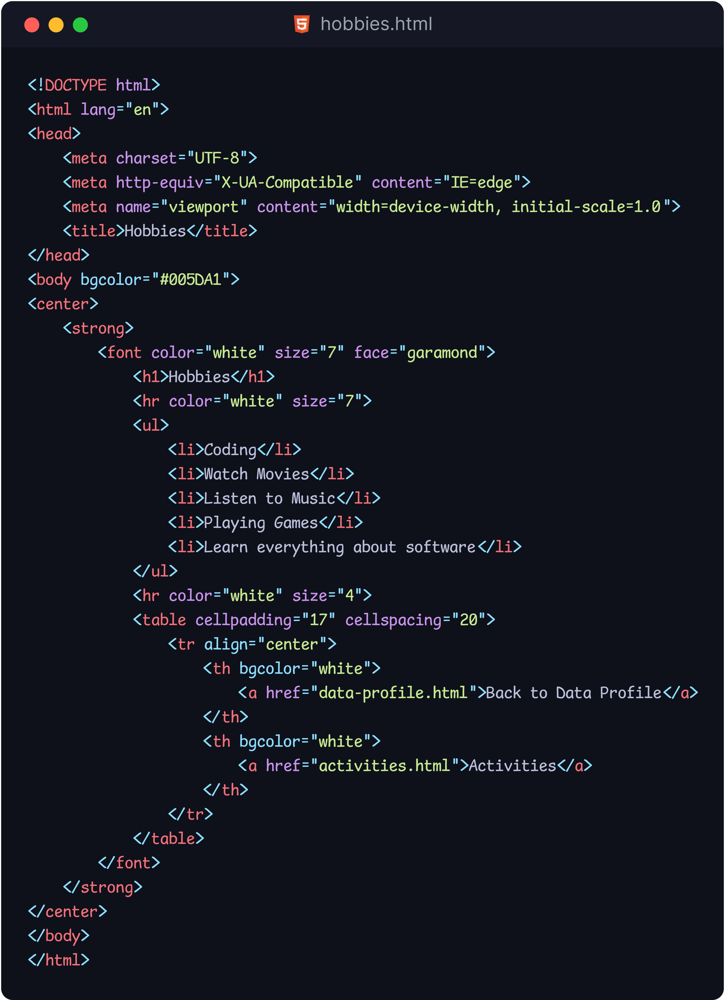 hobbies.html
<!DOCTYPE html>
<html lang="en">
<head>
    <meta charset="UTF-8">
    <meta http-equiv="X-UA-Compatible" content="IE=edge">
    <meta name="viewport" content="width=device-width, initial-scale=1.0">
    <title>Hobbies</title>
</head>
<body bgcolor="#005DA1">
<center>
    <strong>
        <font color="white" size="7" face="garamond">
            <h1>Hobbies</h1>
            <hr color="white" size="7">
            <ul>
                <li>Coding</li>
                <li>Watch Movies</li>
                <li>Listen to Music</li>
                <li>Playing Games</li>
                <li>Learn everything about software</li>
            </ul>
            <hr color="white" size="4">
            <table cellpadding="17" cellspacing="20">
                <tr align="center">
                    <th bgcolor="white">
                        <a href="data-profile.html">Back to Data Profile</a>
                    </th>
                    <th bgcolor="white">
                        <a href="activities.html">Activities</a>
                    </th>
                </tr>
            </table>
        </font>
    </strong>
</center>
</body>
</html>